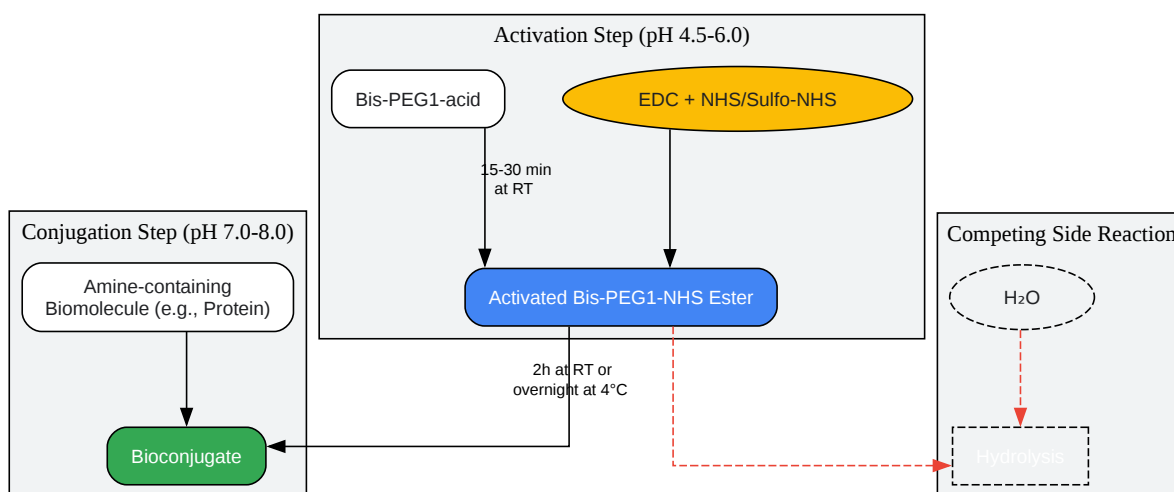 Activation Step (pH 4.5-6.0)
Bis-PEG1-acid
EDC + NHS/Sulfo-NHS
15-30 min
at RT
Activated Bis-PEG1-NHS Ester
2h at RT or
overnight at 4°C
Conjugation Step (pH 7.0-8.0)
Amine-containing
Biomolecule (e.g., Protein)
Bioconjugate
Competing Side Reaction
H₂O
Hydrolysis